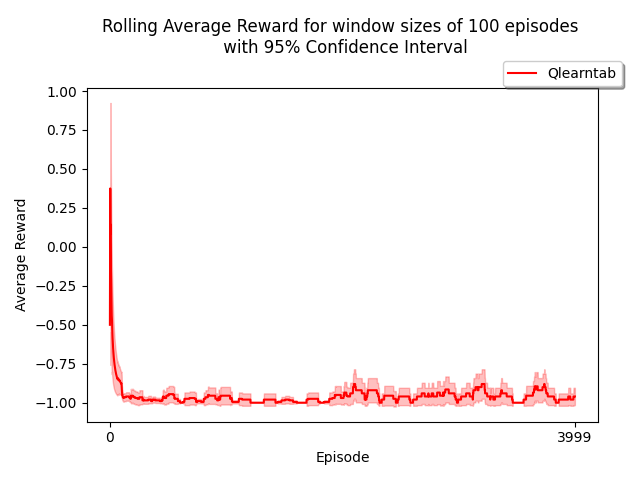 Rolling Average Reward for window sizes of 100 episodes
with 95% Confidence Interval
Qlearntab
1.00
0.75
0.50
0.25
0.00
−0.25
−0.50
−0.75
−1.00
Average Reward
0
3999
Episode